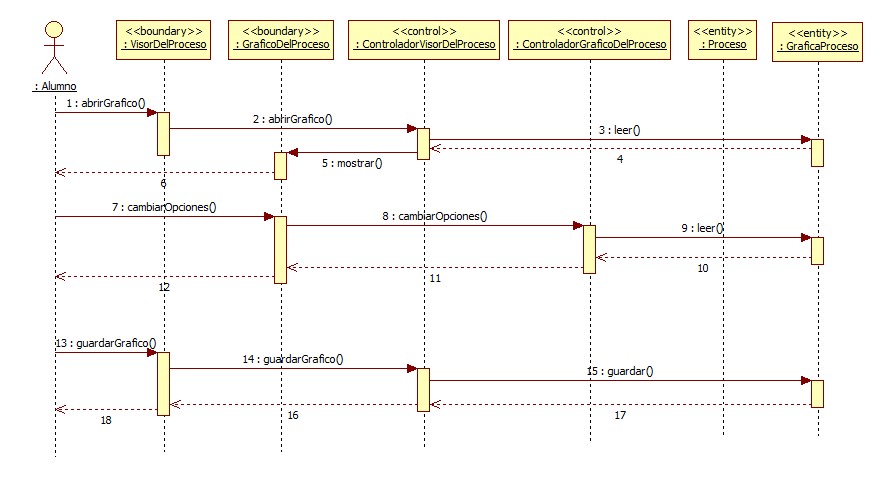 <<boundary>>
: VisorDelProceso
<<boundary>>
: GraficoDelProceso
<<control>>
: ControladorVisorDelProceso
<<control>>
: ControladorGraficoDelProceso
<<entity>>
: Proceso
<<entity>>
: GraficaProceso
: Alumno
1 : abrirGrafico()
2 : abrirGrafico()
3 : leer()
4
5 : mostrar()
6
7 : cambiarOpciones()
8 : cambiarOpciones()
9 : leer()
10
11
12
13 : guardarGrafico()
14 : guardarGrafico()
15 : guardar()
16
17
18